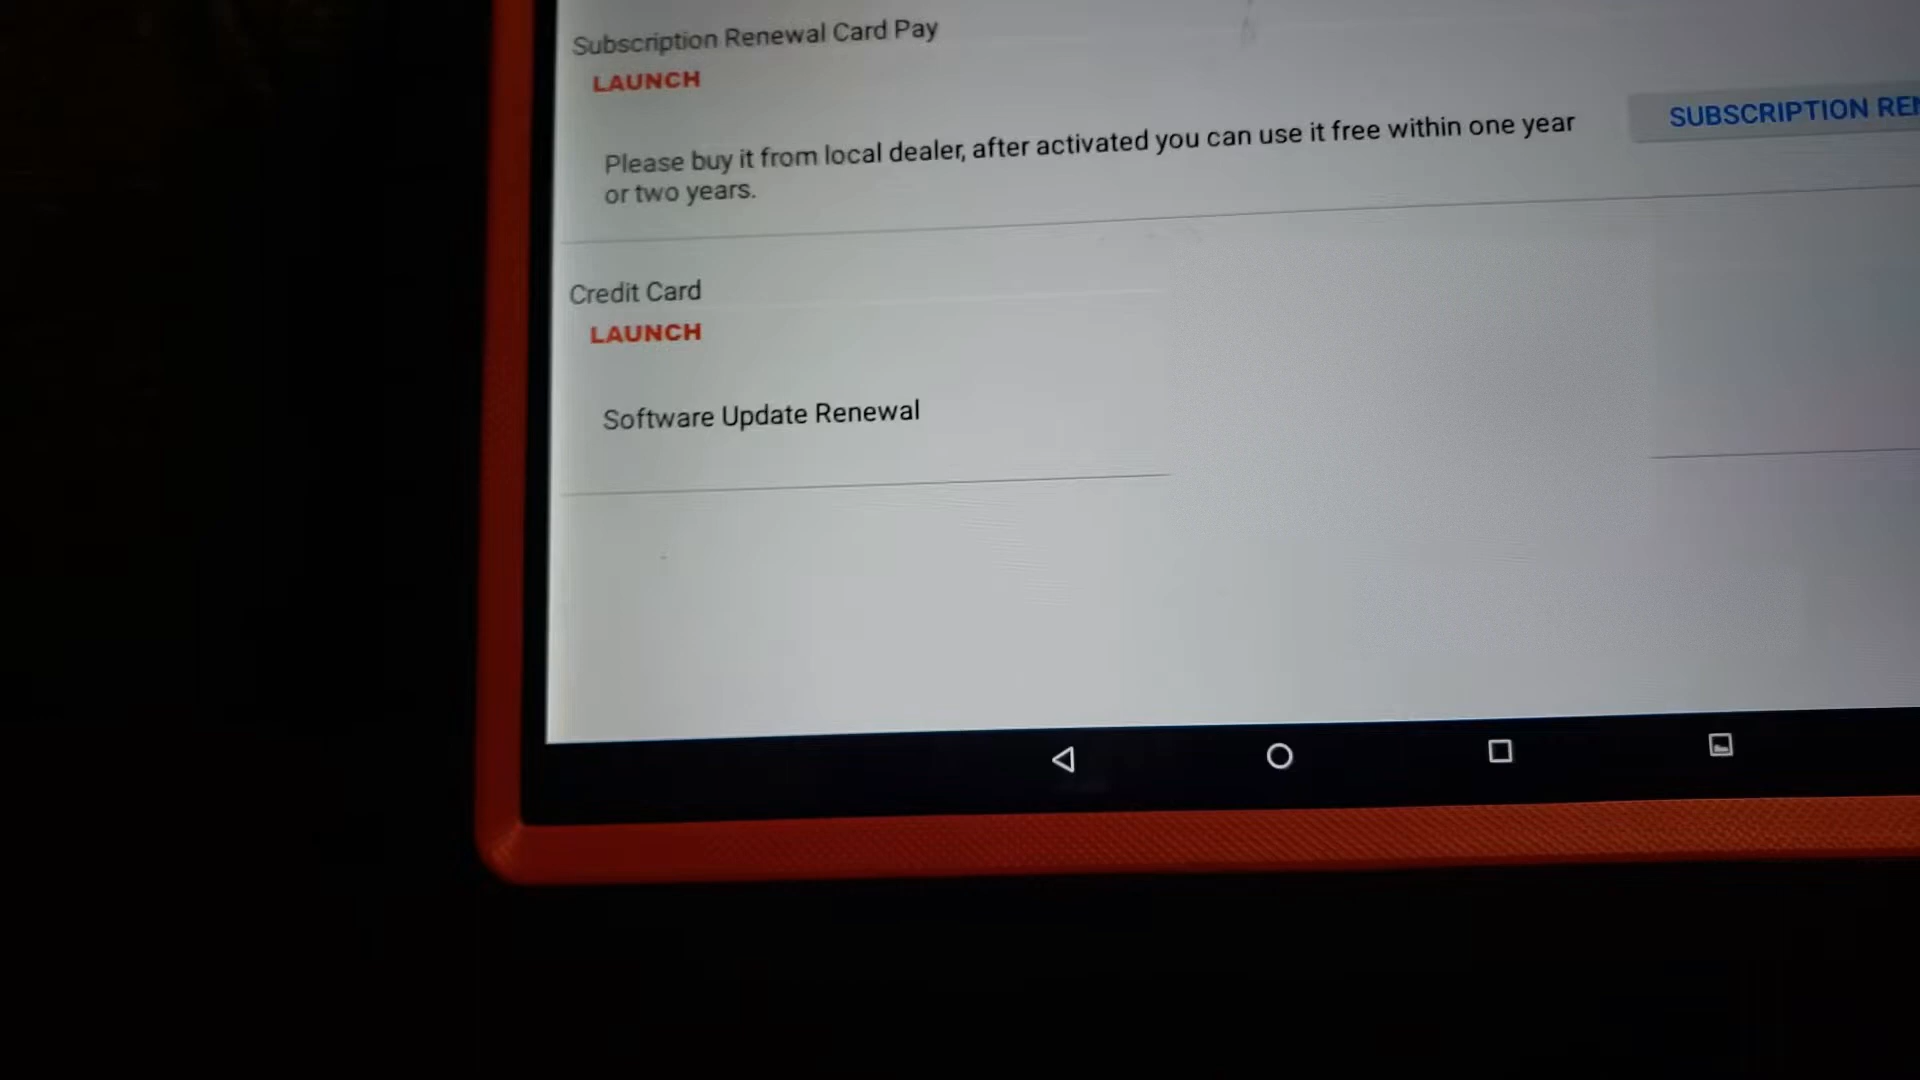 Subscription Renewal Card Pay
LAUNCH
SUBSCRIPTION
Please buy it from local dealer, after activated you can use it free within one year
or two years.
Credit Card
LAUNCH
Software Update Renewal